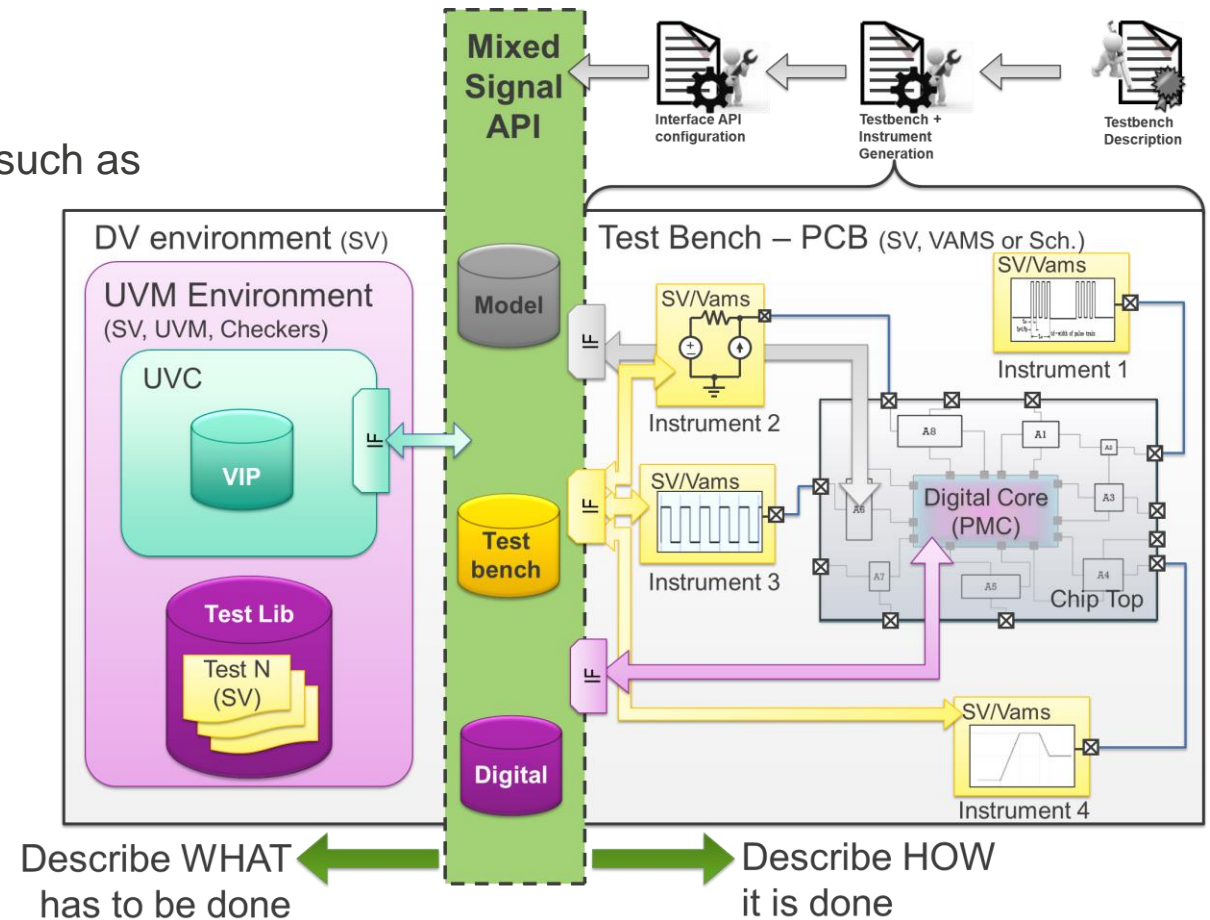 such as
Mixed
Signal
API
Interface API
configuration
Testbench +
Instrument
Generation
Testbench
Description
DV environment (SV)
UVM Environment
(SV, UVM, Checkers)
UVC
VIP
IF
Test Lib
Test N
(SV)
Model
Test
bench
Digital
IF
IF
IF
Test Bench – PCB (SV, VAMS or Sch.)
SV/Vams
Instrument 1
SV/Vams
Instrument 2
SV/Vams
Instrument 3
A8
A1
A3
A6
Digital Core
(PMC)
A7
A5
A4
Chip Top
SV/Vams
Instrument 4
Describe WHAT
has to be done
Describe HOW
it is done